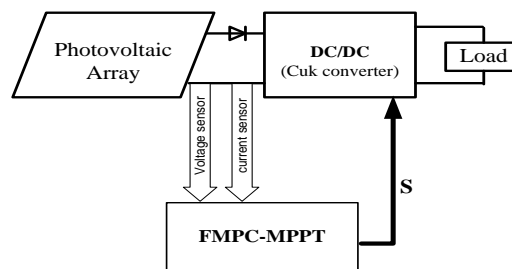 Photovoltaic
Array
DC/DC
(Cuk converter)
Load
Voltage sensor
current sensor
S
FMPC-MPPT